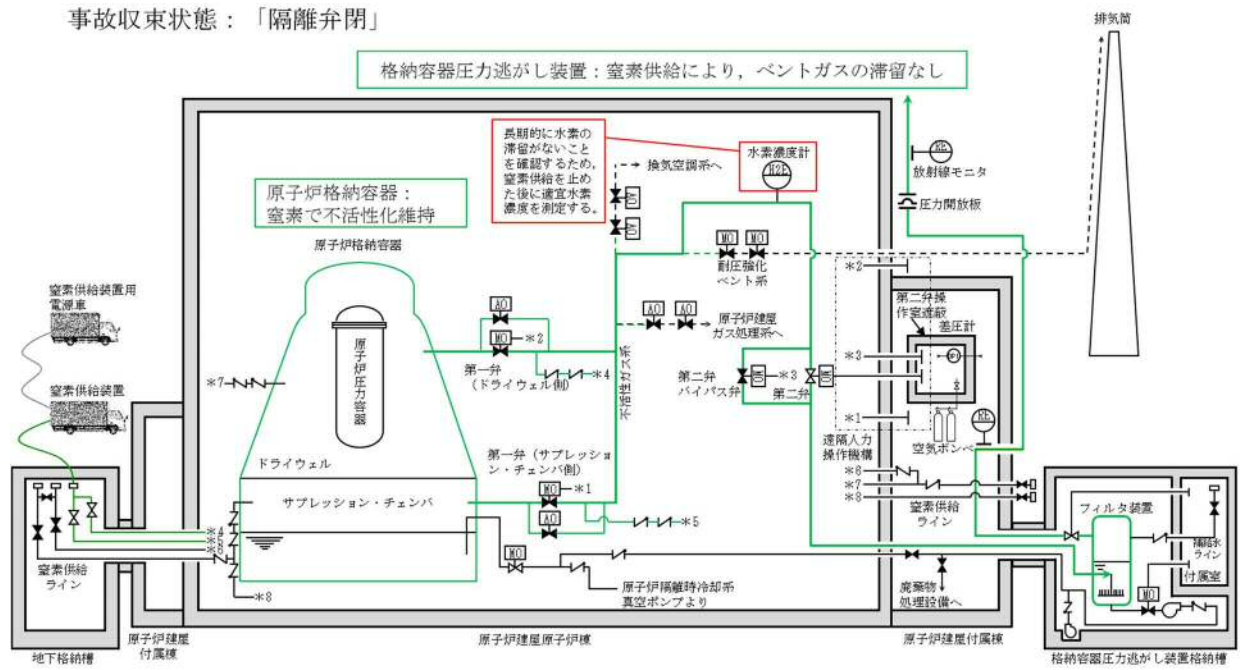 事故収束状態：「隔離弁閉」
排気筒
格納容器圧力逃がし装置：窒素供給により，ベントガスの滞留なし
長期的に水素の
滞留がないこと
を確認するため，
窒素供給を止め
た後に適宜水素
濃度を測定する。
水素濃度計
H2E
換気空調系へ
RE
放射線モニタ
圧力開放板
原子炉格納容器：
窒素で不活性化維持
原子炉格納容器
MO
MO
耐圧強化
ベント系
*2
第二弁操
作室遮蔽
差圧計
窒素供給装置用
電源車
AO
MO
*2
AO
AO
原子炉建屋
ガス処理系へ
原子炉圧力容器
不活性ガス系
*4
*3
*7
第一弁
（ドライウェル側）
第二弁
バイパス弁
*3
第二弁
窒素供給装置
*1
RE
遠隔人力
操作機構
空気ボンベ
ドライウェル
第一弁（サプレッショ
ン・チェンバ側）
*6
*7
*8
サプレッション・チェンバ
MO
*1
AO
*5
窒素供給
ライン
フィルタ装置
*4
*5
*6
補給水
ライン
付属室
MO
窒素供給
ライン
*8
MO
原子炉隔離時冷却系
真空ポンプより
廃棄物
処理設備へ
原子炉建屋
付属棟
原子炉建屋原子炉棟
原子炉建屋付属棟
地下格納槽
格納容器圧力逃がし装置格納槽